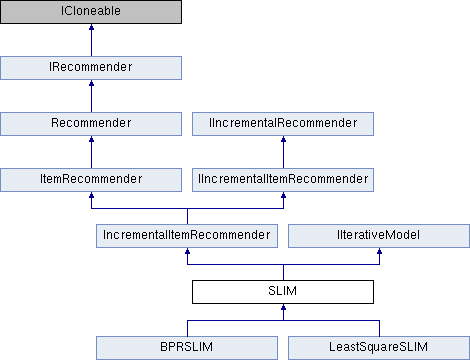 ICloneable
IRecommender
Recommender
IIncrementalRecommender
ItemRecommender
IIncrementalItemRecommender
IncrementalItemRecommender
IIterativeModel
SLIM
BPRSLIM
LeastSquareSLIM